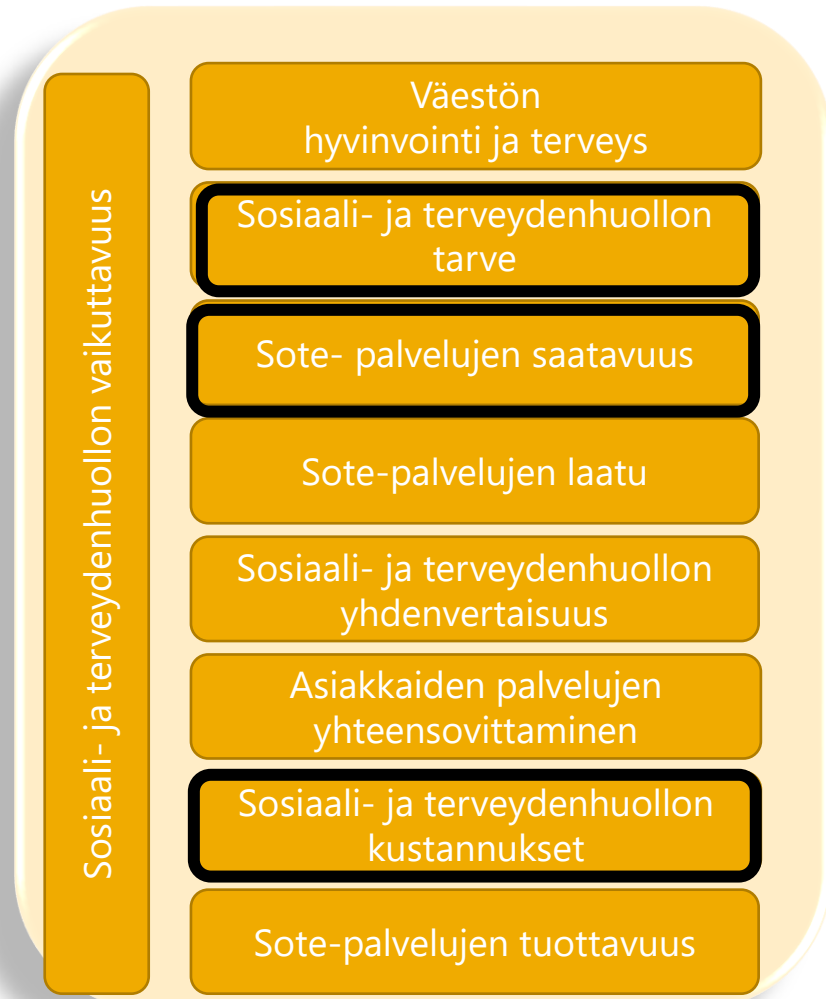 Sosiaali- ja terveydenhuollon vaikuttavuus
Väestön
hyvinvointi ja terveys
Sosiaali- ja terveydenhuollon
tarve
Sote- palvelujen saatavuus
Sote-palvelujen laatu
Sosiaali- ja terveydenhuollon
yhdenvertaisuus
Asiakkaiden palvelujen
yhteensovittaminen
Sosiaali- ja terveydenhuollon
kustannukset
Sote-palvelujen tuottavuus